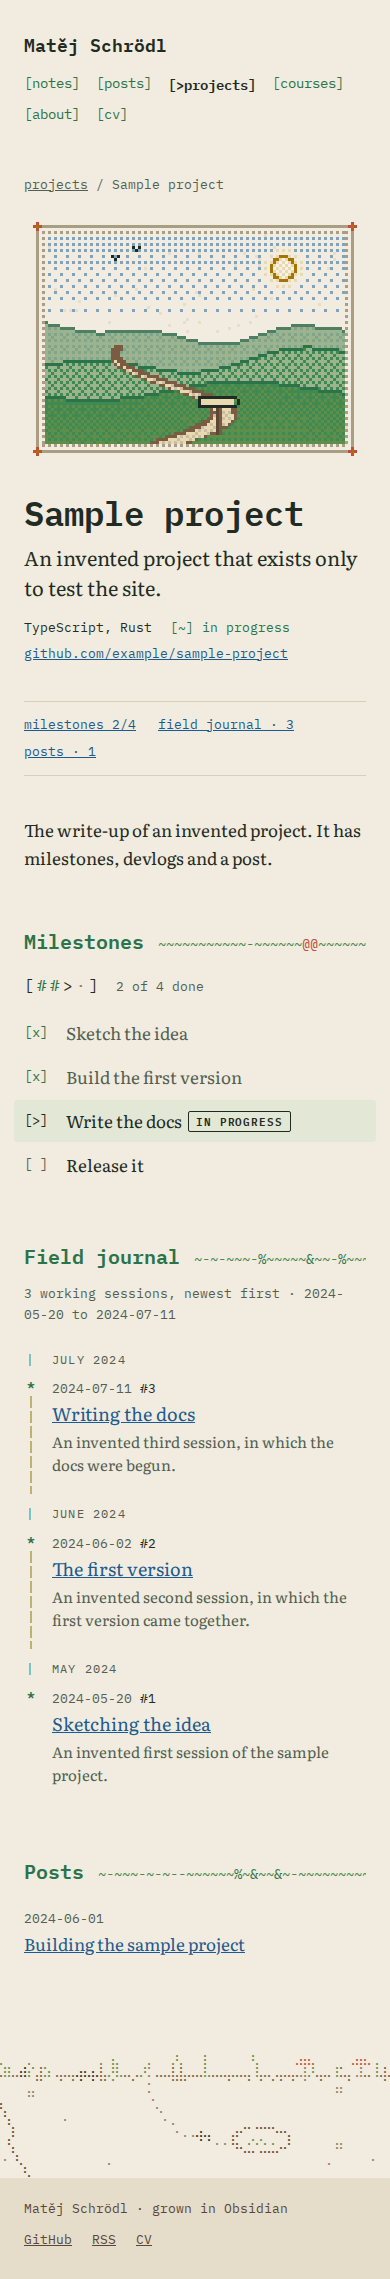 Matěj Schrödl
[notes] [posts] [>projects] [courses]
[about] [cv]
projects / Sample project
Sample project
An invented project that exists only
to test the site.
TypeScript, Rust [~] in progress
github.com/example/sample-project
milestones 2/4 field journal · 3
posts · 1
The write-up of an invented project. It has
milestones, devlogs and a post.
Milestones ~~~~~~~~~~~-~~~~~~@@~~~~~~
[##>·] 2 of 4 done
[x] Sketch the idea
[x] Build the first version
[>] Write the docs IN PROGRESS
[ ] Release it
Field journal ~-~-~~~-%~~~~~&~~-%~~-
3 working sessions, newest first · 2024-
05-20 to 2024-07-11
| JULY 2024
* 2024-07-11 #3
Writing the docs
An invented third session, in which the
docs were begun.
| JUNE 2024
* 2024-06-02 #2
The first version
An invented second session, in which the
first version came together.
| MAY 2024
* 2024-05-20 #1
Sketching the idea
An invented first session of the sample
project.
Posts ~-~~~-~-~--~~~~~~%~&~~&~-~~~~~~~~-
2024-06-01
Building the sample project
Matěj Schrödl · grown in Obsidian
GitHub RSS CV